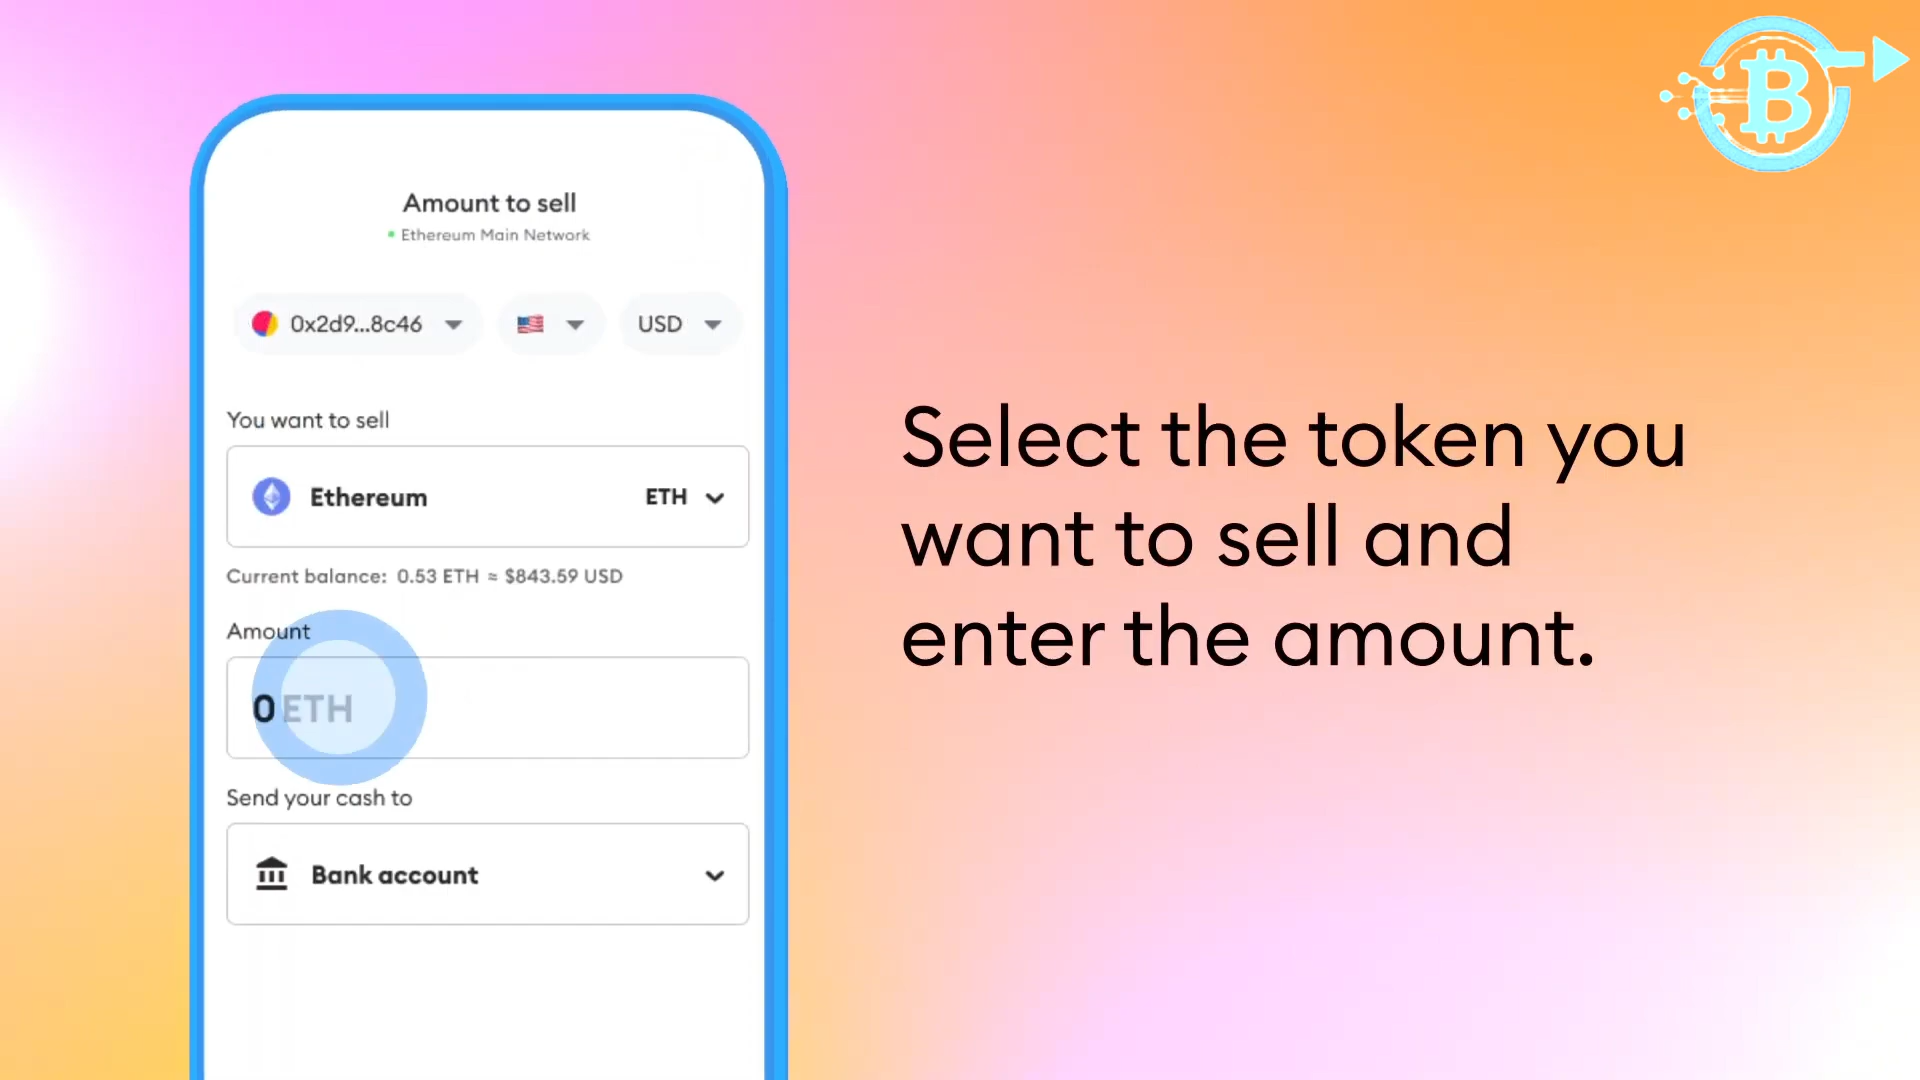 Amount to sell
Ethereum Main Network
0x2d9...8c46
USD
You want to sell
Ethereum ETH
Current balance: 0.53 ETH ≈ $843.59 USD
Amount
0 ETH
Send your cash to
Bank account
Select the token you
want to sell and
enter the amount.